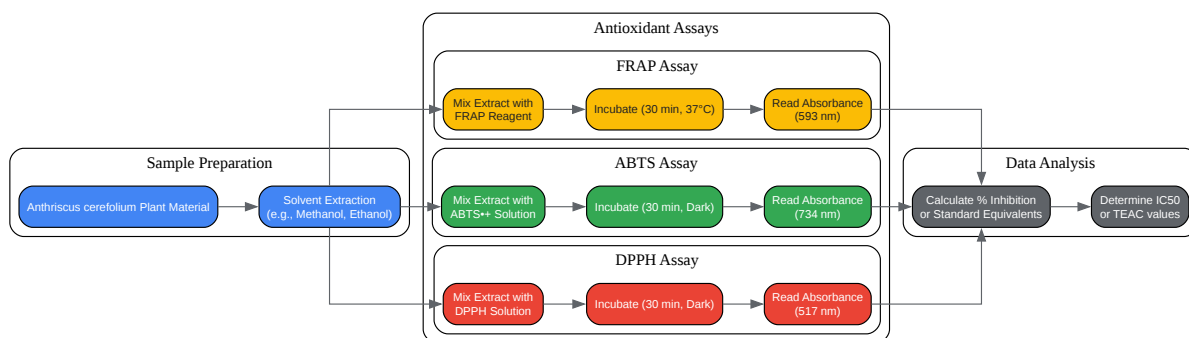 Antioxidant Assays
FRAP Assay
Mix Extract with
FRAP Reagent
Incubate (30 min, 37°C)
Read Absorbance
(593 nm)
Sample Preparation
Anthriscus cerefolium Plant Material
Solvent Extraction
(e.g., Methanol, Ethanol)
ABTS Assay
Mix Extract with
ABTS•+ Solution
Incubate (30 min, Dark)
Read Absorbance
(734 nm)
DPPH Assay
Mix Extract with
DPPH Solution
Incubate (30 min, Dark)
Read Absorbance
(517 nm)
Data Analysis
Calculate % Inhibition
or Standard Equivalents
Determine IC50
or TEAC values